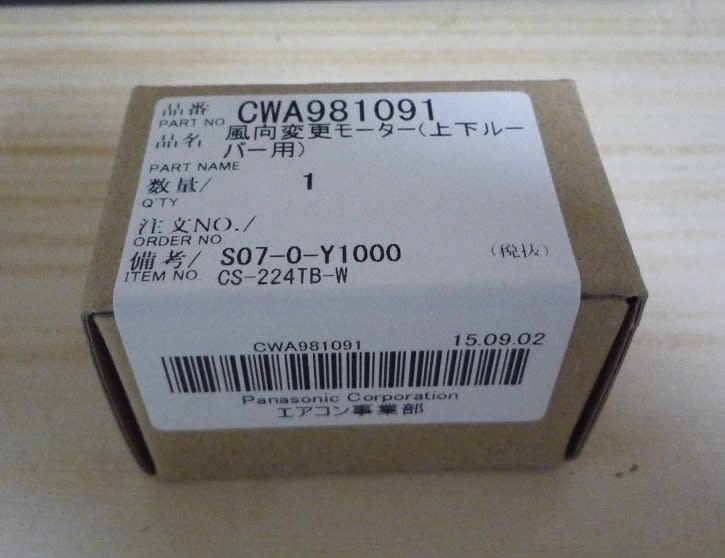 品番 CWA981091
PART NO
品名 風向変更モーター(上下ルー
バー用)
PART NAME
数量/ 1
Q'TY
注文NO./
ORDER NO.
備考/ S07-0-Y1000 (税抜)
ITEM NO CS-224TB-W
CWA981091 15.09.02
Panasonic Corporation
エアコン事業部